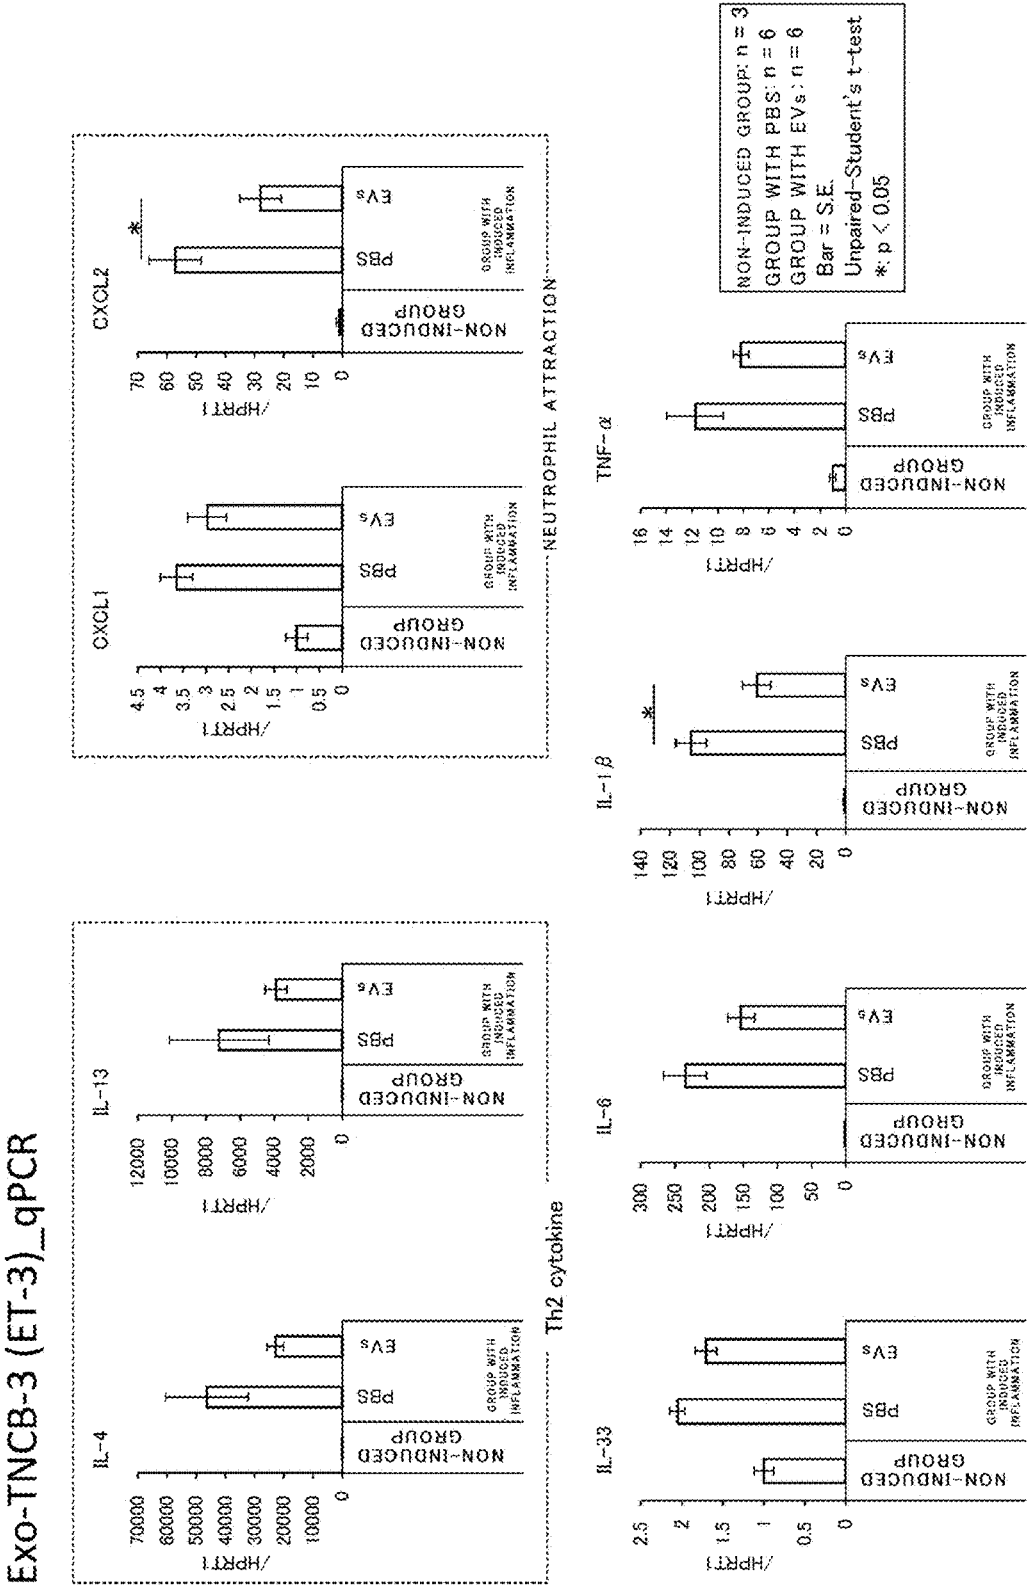 Exo-TNCB-3 (ET-3)_qPCR
IL-4
/HPRT1
70000
60000
50000
40000
30000
20000
10000
0
NON-INDUCED
GROUP
PBS
EVs
GROUP WITH
INDUCED
INFLAMMATION
IL-13
/HPRT1
12000
10000
8000
6000
4000
2000
0
NON-INDUCED
GROUP
PBS
EVs
GROUP WITH
INDUCED
INFLAMMATION
Th2 cytokine
CXCL1
/HPRT1
4.5
4
3.5
3
2.5
2
1.5
1
0.5
0
NON-INDUCED
GROUP
PBS
EVs
GROUP WITH
INDUCED
INFLAMMATION
CXCL2
/HPRT1
70
60
50
40
30
20
10
0
*
NON-INDUCED
GROUP
PBS
EVs
GROUP WITH
INDUCED
INFLAMMATION
NEUTROPHIL ATTRACTION
IL-33
/HPRT1
2.5
2
1.5
1
0.5
0
NON-INDUCED
GROUP
PBS
EVs
GROUP WITH
INDUCED
INFLAMMATION
IL-6
/HPRT1
300
250
200
150
100
50
0
NON-INDUCED
GROUP
PBS
EVs
GROUP WITH
INDUCED
INFLAMMATION
IL-1β
/HPRT1
140
120
100
80
60
40
20
0
*
NON-INDUCED
GROUP
PBS
EVs
GROUP WITH
INDUCED
INFLAMMATION
TNF-α
/HPRT1
16
14
12
10
8
6
4
2
0
NON-INDUCED
GROUP
PBS
EVs
GROUP WITH
INDUCED
INFLAMMATION
NON-INDUCED GROUP: n = 3
GROUP WITH PBS: n = 6
GROUP WITH EVs: n = 6
Bar = S.E.
Unpaired-Student's t-test
*: p < 0.05